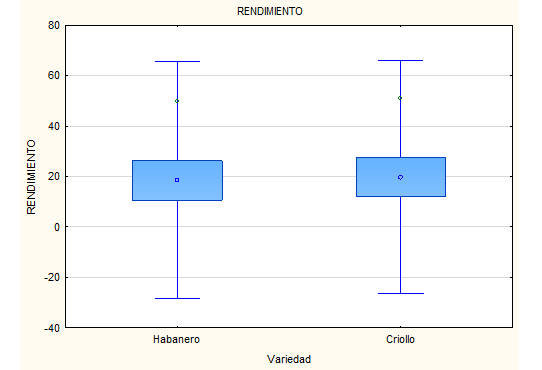 RENDIMIENTO
RENDIMIENTO
80
60
40
20
0
-20
-40
Habanero
Criollo
Variedad